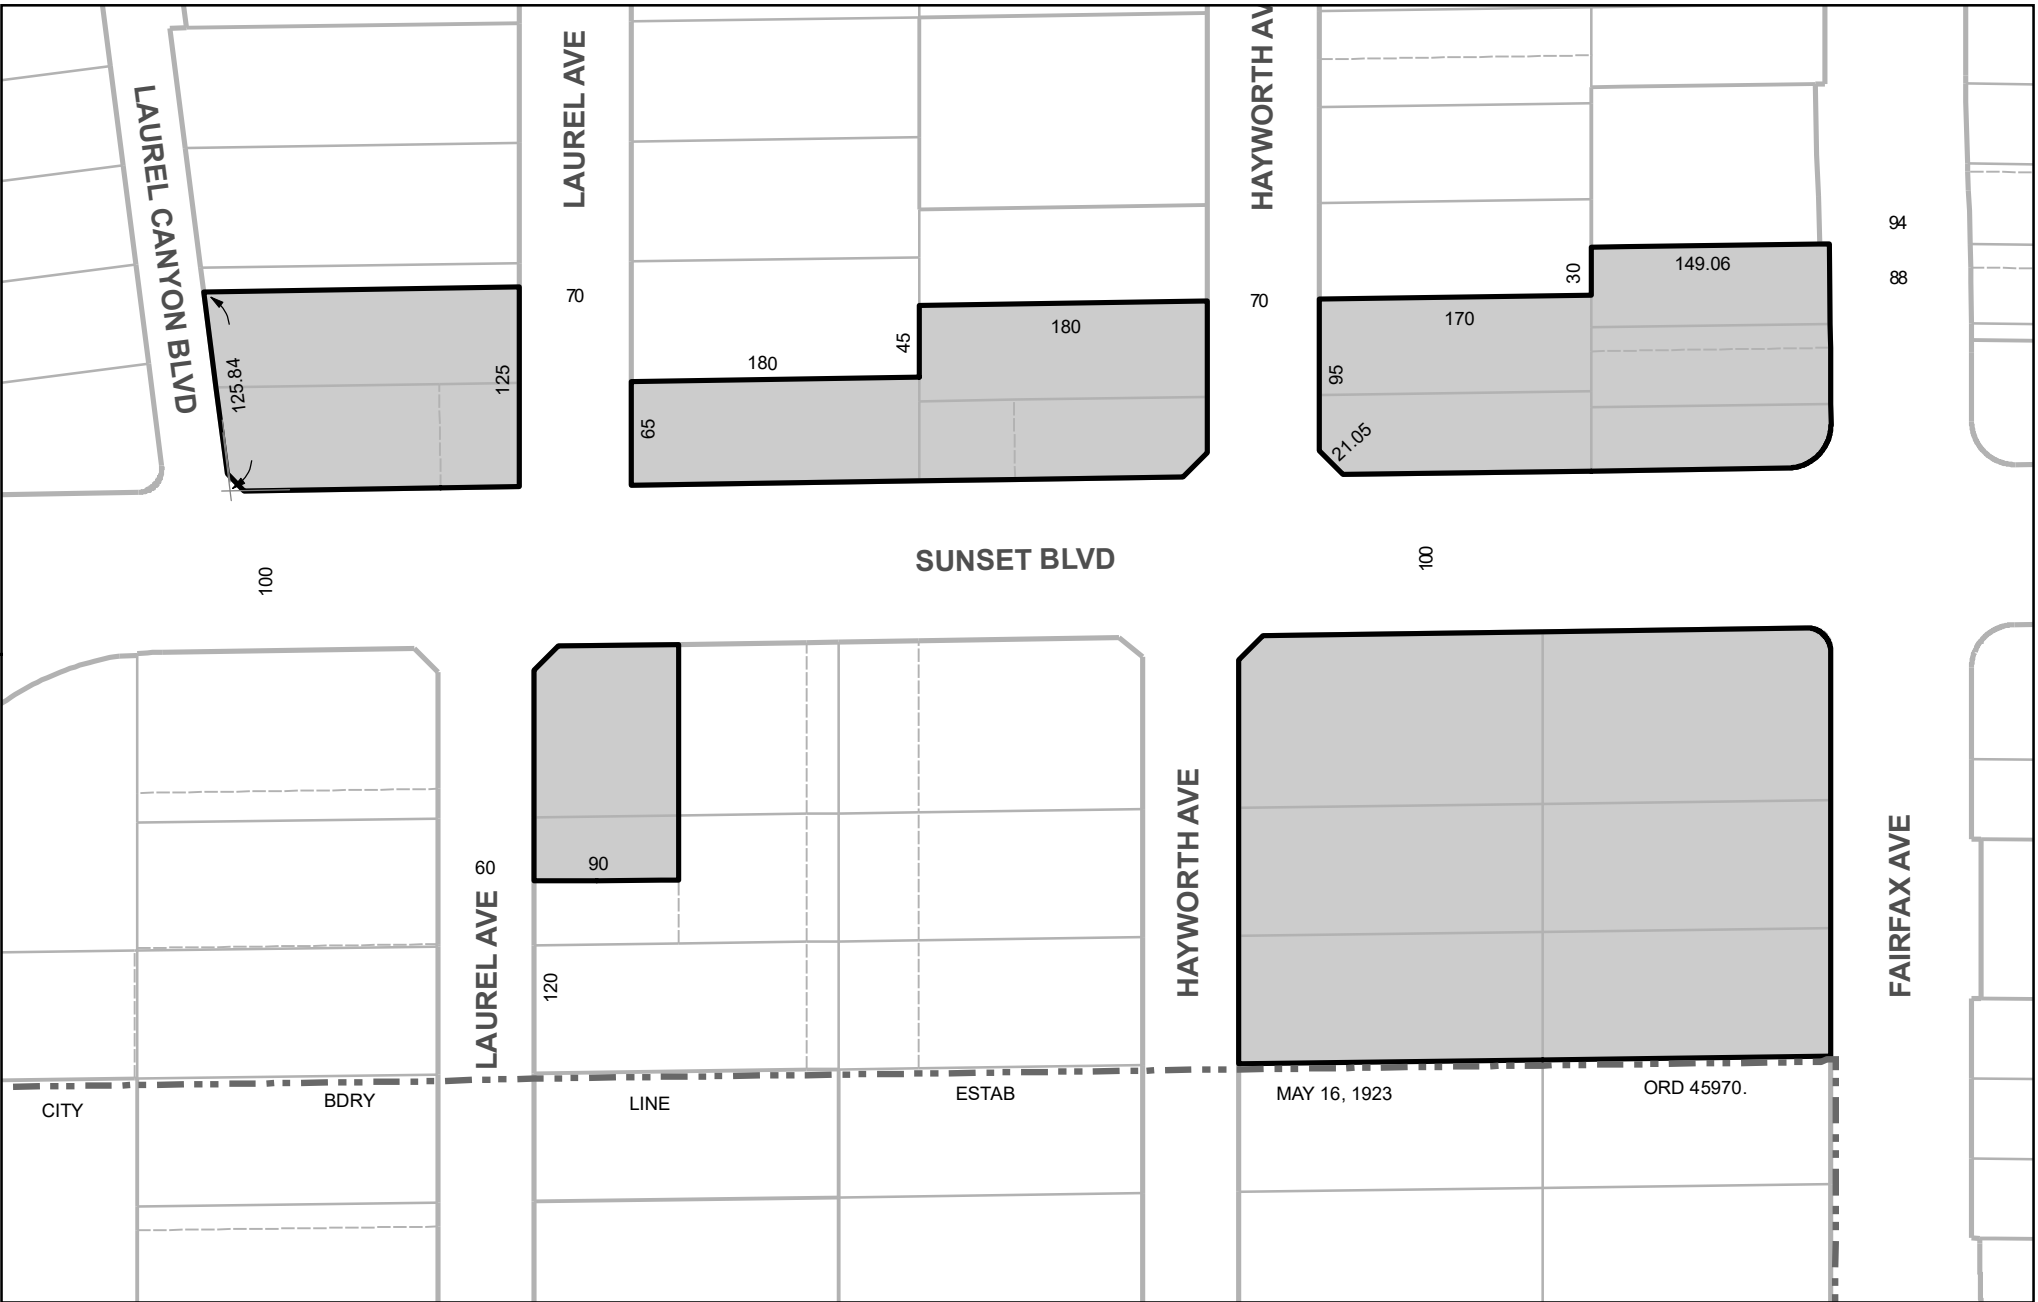 LAUREL CANYON BLVD
LAUREL AVE
HAYWORTH AV
94
88
149.06
30
70
70
180
170
45
180
125.84
125
95
65
21.05
SUNSET BLVD
100
100
90
60
LAUREL AVE
120
HAYWORTH AVE
FAIRFAX AVE
CITY BDRY LINE ESTAB MAY 16, 1923 ORD 45970.